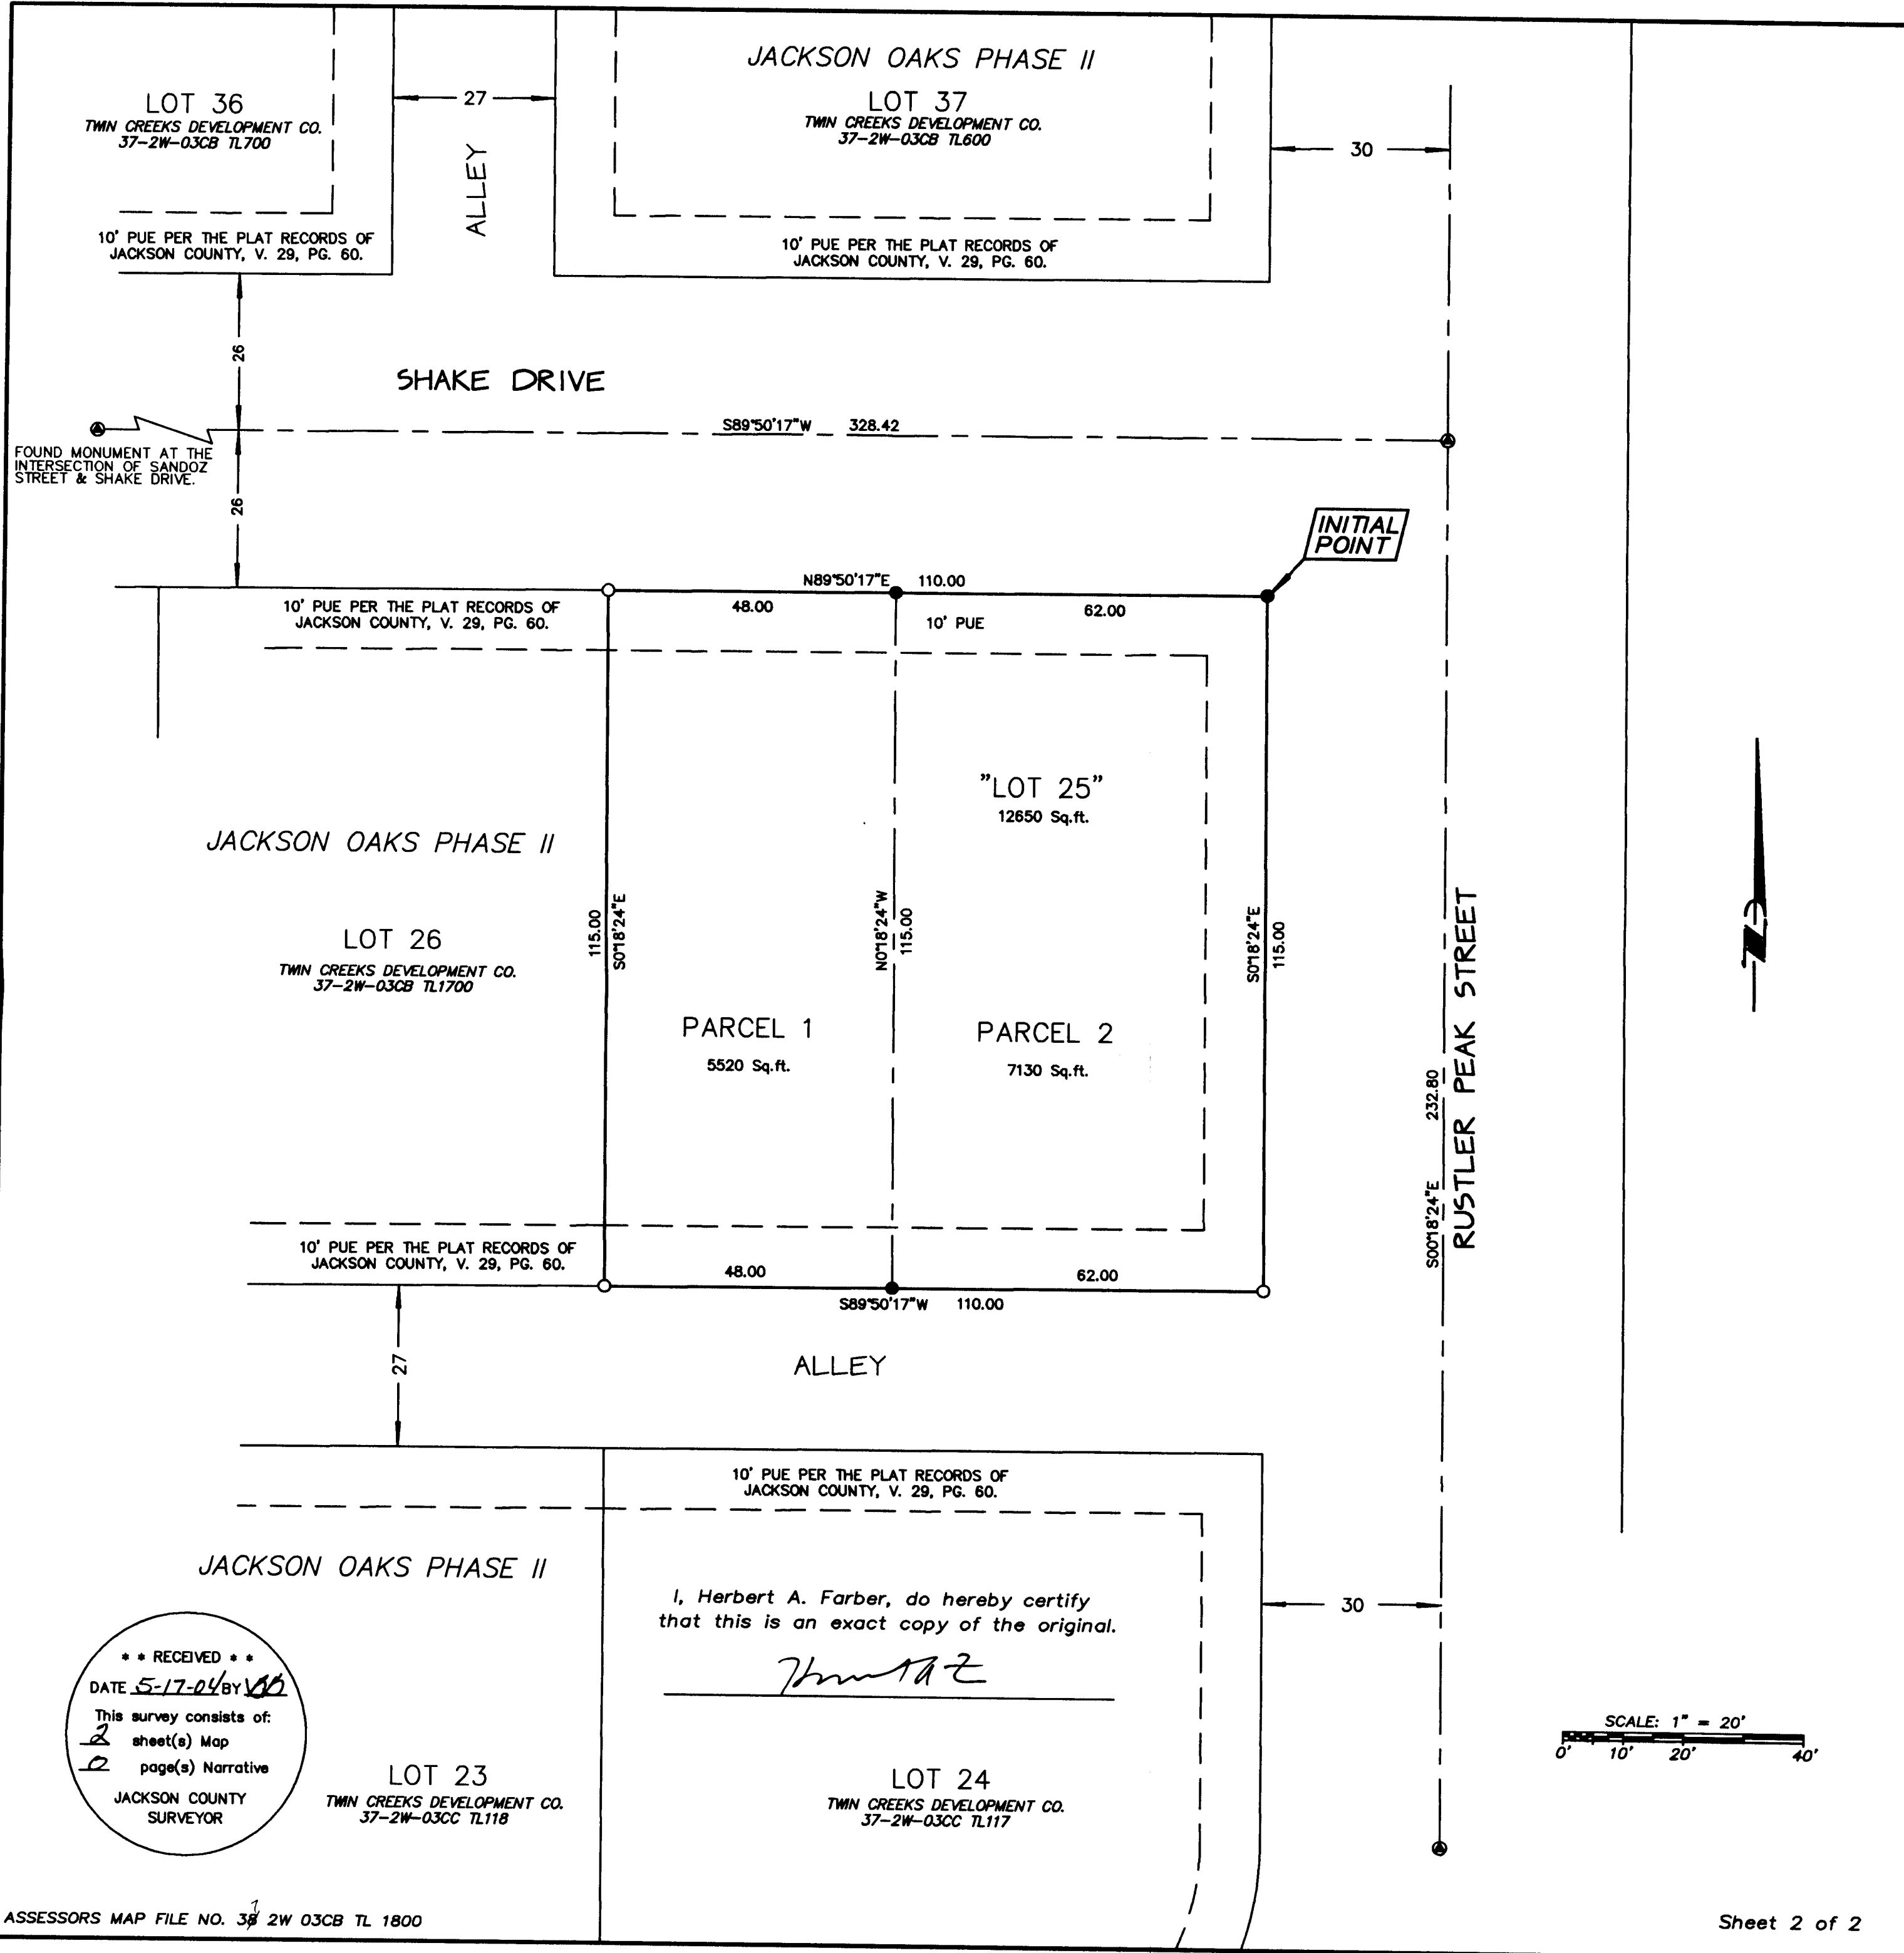 JACKSON OAKS PHASE II
LOT 36
TWIN CREEKS DEVELOPMENT CO.
37-2W-03CB TL700
27
ALLEY
LOT 37
TWIN CREEKS DEVELOPMENT CO.
37-2W-03CB TL600
30
10' PUE PER THE PLAT RECORDS OF
JACKSON COUNTY, V. 29, PG. 60.
10' PUE PER THE PLAT RECORDS OF
JACKSON COUNTY, V. 29, PG. 60.
26
SHAKE DRIVE
S89°50'17"W 328.42
FOUND MONUMENT AT THE
INTERSECTION OF SANDOZ
STREET & SHAKE DRIVE.
26
INITIAL
POINT
N89°50'17"E 110.00
48.00
62.00
10' PUE PER THE PLAT RECORDS OF
JACKSON COUNTY, V. 29, PG. 60.
10' PUE
"LOT 25"
12650 Sq.ft.
JACKSON OAKS PHASE II
LOT 26
TWIN CREEKS DEVELOPMENT CO.
37-2W-03CB TL1700
115.00
S0°18'24"E
N0°18'24"W
115.00
S0°18'24"E
115.00
PARCEL 1
5520 Sq.ft.
PARCEL 2
7130 Sq.ft.
S00°18'24"E 232.80
RUSTLER PEAK STREET
N
10' PUE PER THE PLAT RECORDS OF
JACKSON COUNTY, V. 29, PG. 60.
48.00
62.00
S89°50'17"W 110.00
27
ALLEY
10' PUE PER THE PLAT RECORDS OF
JACKSON COUNTY, V. 29, PG. 60.
JACKSON OAKS PHASE II
I, Herbert A. Farber, do hereby certify
that this is an exact copy of the original.
30
* * RECEIVED * *
DATE 5-17-04 BY
This survey consists of:
2 sheet(s) Map
0 page(s) Narrative
JACKSON COUNTY
SURVEYOR
LOT 23
TWIN CREEKS DEVELOPMENT CO.
37-2W-03CC TL118
LOT 24
TWIN CREEKS DEVELOPMENT CO.
37-2W-03CC TL117
SCALE: 1" = 20'
0' 10' 20' 40'
ASSESSORS MAP FILE NO. 37 2W 03CB TL 1800
Sheet 2 of 2